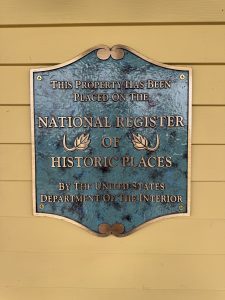 This Property Has Been
Placed On The
NATIONAL REGISTER
OF
HISTORIC PLACES
By The United States
Department Of The Interior